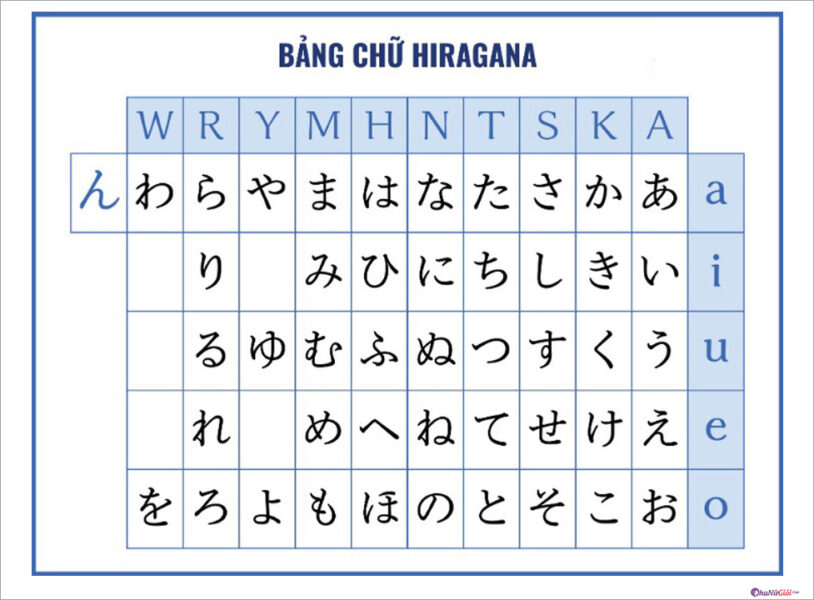 BẢNG CHỮ HIRAGANA
W R Y M H N T S K A
ん わ ら や ま は な た さ か あ a
り み ひ に ち し き い i
る ゆ む ふ ぬ つ す く う u
れ め へ ね て せ け え e
を ろ よ も ほ の と そ こ お o
PhuNuGioi.com